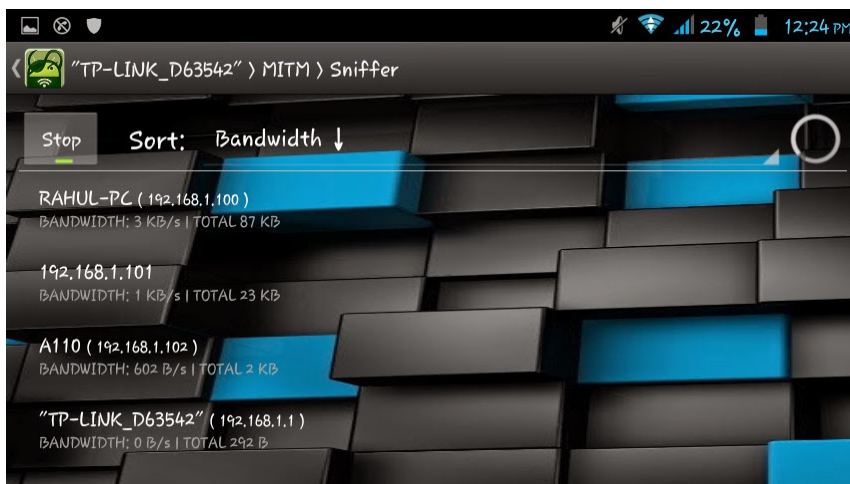 22% 12:24 PM
"TP-LINK_D63542" > MITM > Sniffer
Stop Sort: Bandwidth ↓
RAHUL-PC ( 192.168.1.100 )
BANDWIDTH: 3 KB/s | TOTAL 87 KB
192.168.1.101
BANDWIDTH: 1 KB/s | TOTAL 23 KB
A110 ( 192.168.1.102 )
BANDWIDTH: 602 B/s | TOTAL 2 KB
"TP-LINK_D63542" ( 192.168.1.1 )
BANDWIDTH: 0 B/s | TOTAL 292 B